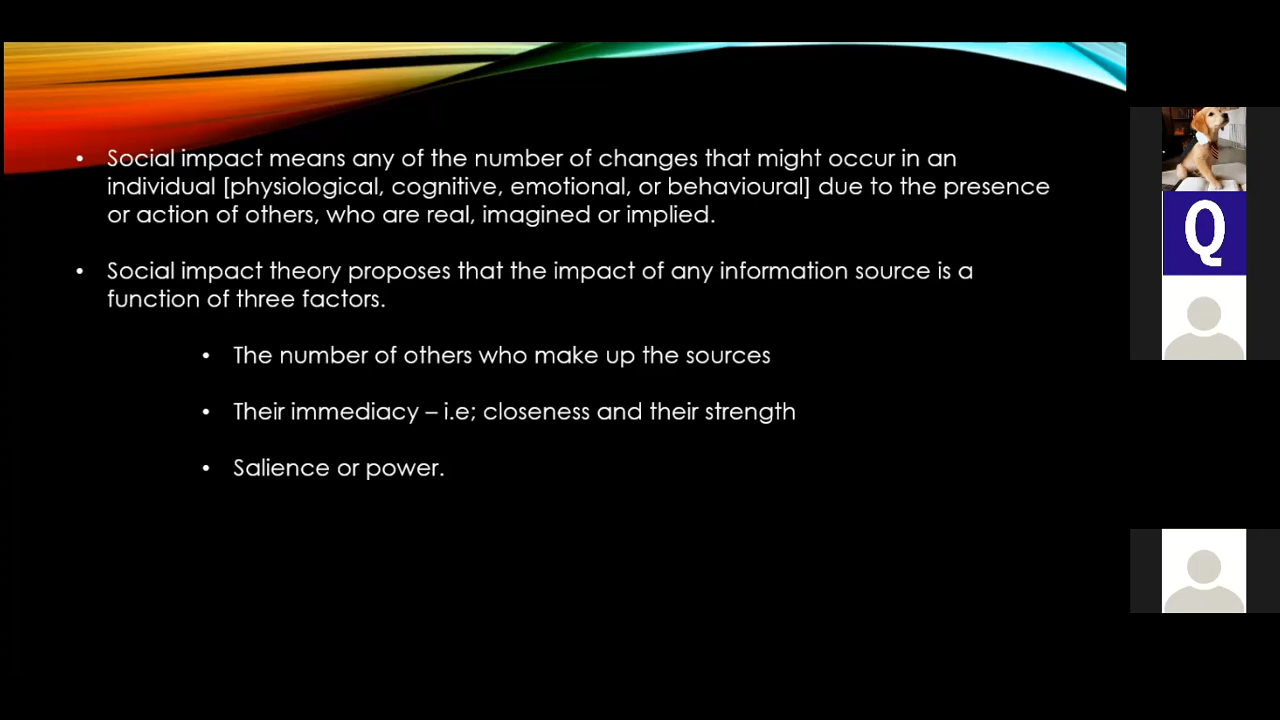 • Social impact means any of the number of changes that might occur in an
individual [physiological, cognitive, emotional, or behavioural] due to the presence
or action of others, who are real, imagined or implied.
• Social impact theory proposes that the impact of any information source is a
function of three factors.
• The number of others who make up the sources
• Their immediacy – i.e; closeness and their strength
• Salience or power.
Q